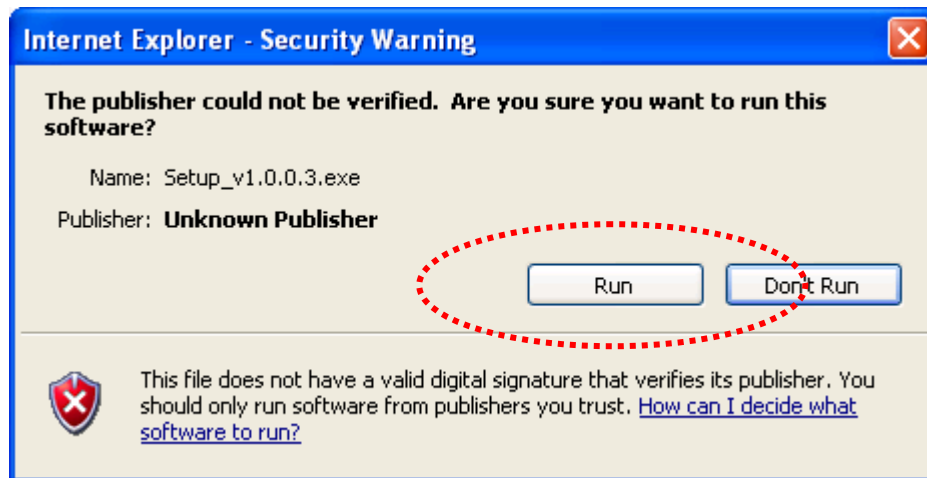 Internet Explorer - Security Warning
The publisher could not be verified. Are you sure you want to run this
software?
Name: Setup_v1.0.0.3.exe
Publisher: Unknown Publisher
Run Don't Run
This file does not have a valid digital signature that verifies its publisher. You
should only run software from publishers you trust. How can I decide what
software to run?